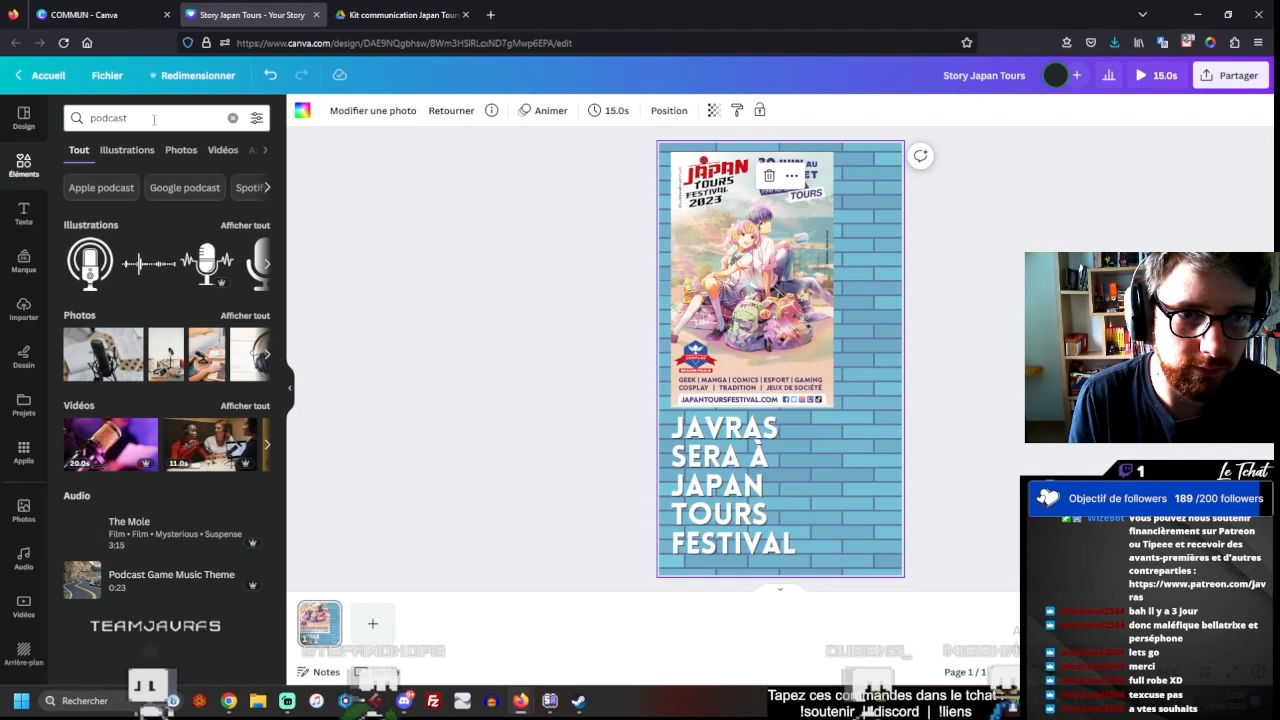 COMMUN - Canva
Story Japan Tours - Your Story
Kit communication Japan Tours
https://www.canva.com/design/DAE9NQgbhsw/BWm3HSIRLcxND7gMwp6EPA/edit
Accueil
Fichier
Redimensionner
Story Japan Tours
15.0s
Partager
Design
podcast
Modifier une photo
Retourner
Animer
15.0s
Position
Éléments
Tout
Illustrations
Photos
Vidéos
Apple podcast
Google podcast
Spotif
Texte
Illustrations
Afficher tout
Marque
Importer
Photos
Afficher tout
Dessin
Projets
Vidéos
Afficher tout
20.0s
11.0s
Applis
Audio
The Mole
Film • Film • Mysterious • Suspense
3:15
Photos
Podcast Game Music Theme
0:23
Audio
Vidéos
Arrière-plan
TEAMJAVRAS
JAPAN
TOURS
FESTIVAL
2023
30 JUIN AU
TOURS
GEEK | MANGA | COMICS | ESPORT | GAMING
COSPLAY | TRADITION | JEUX DE SOCIÉTÉ
JAPANTOURSFESTIVAL.COM
JAVRAS
SERA À
JAPAN
TOURS
FESTIVAL
Notes
Page 1 / 1
1
Le Tchat
Objectif de followers 189 /200 followers
WizeBot Vous pouvez nous soutenir
financièrement sur Patreon
ou Tipeee et recevoir des
avants-premières et d'autres
contreparties :
https://www.patreon.com/jav
ras
bah il y a 3 jour
donc maléfique bellatrixe et
perséphone
lets go
merci
full robe XD
texcuse pas
a vtes souhaits
Rechercher
Tapez ces commandes dans le tchat
!soutenir | !discord | !liens